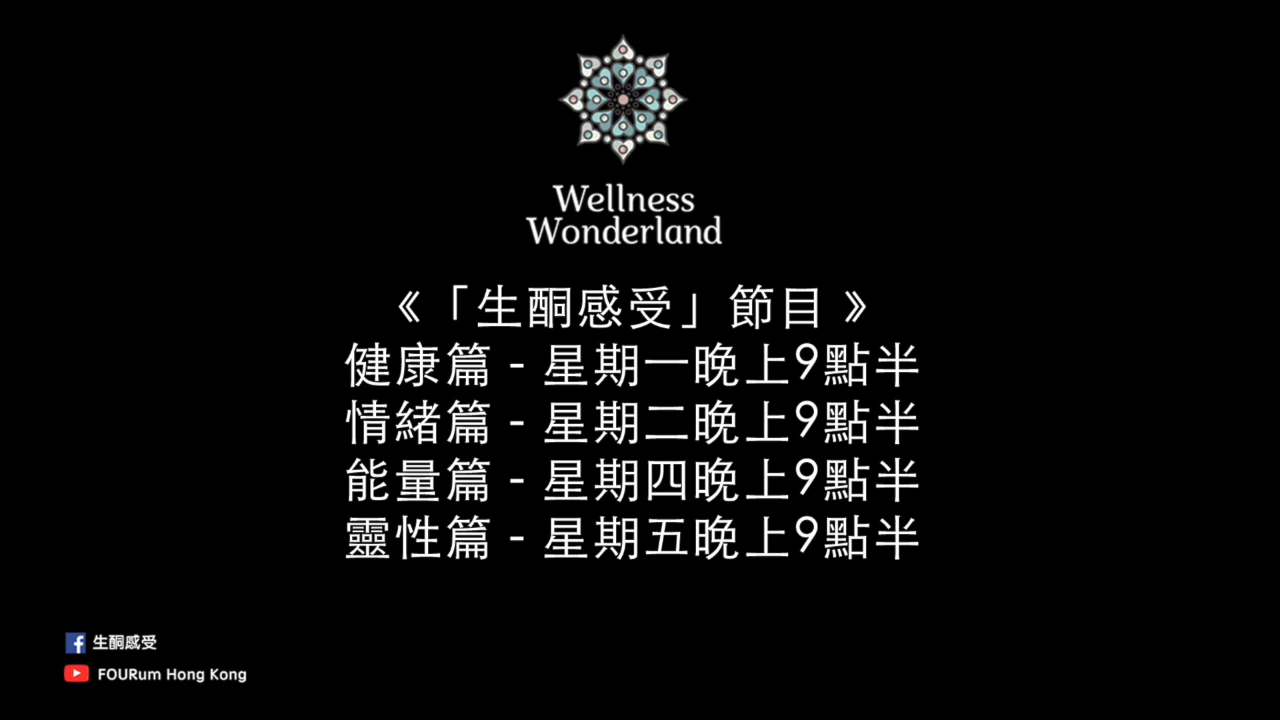 Wellness
Wonderland
《「生酮感受」節目 》
健康篇 - 星期一晚上9點半
情緒篇 - 星期二晚上9點半
能量篇 - 星期四晚上9點半
靈性篇 - 星期五晚上9點半
生酮感受
FOURum Hong Kong